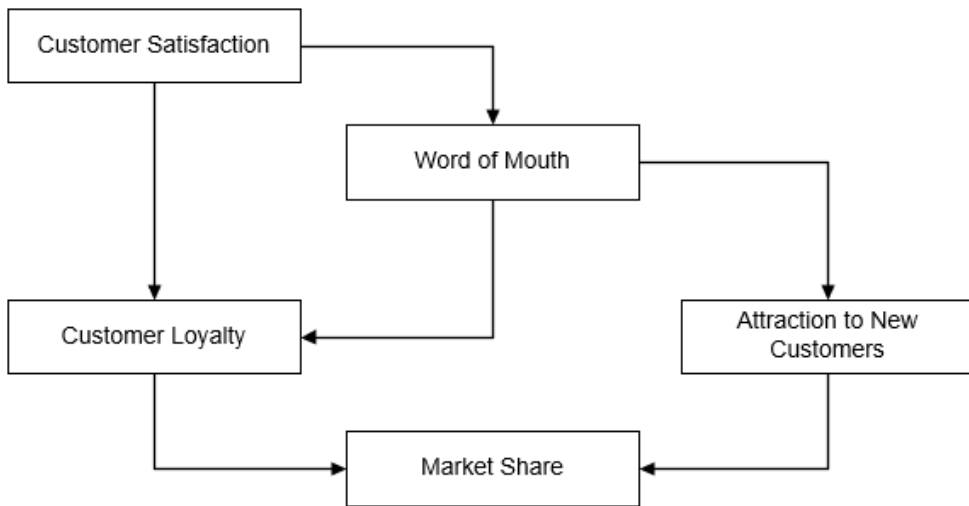 Customer Satisfaction
Word of Mouth
Customer Loyalty
Attraction to New
Customers
Market Share